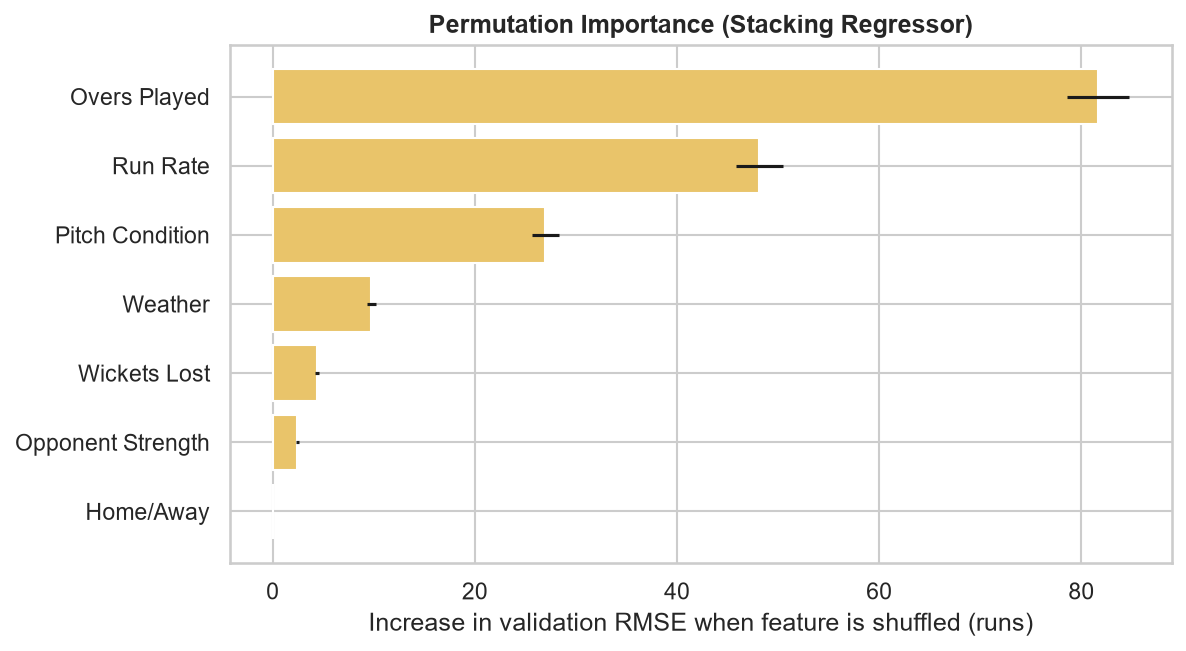 Permutation Importance (Stacking Regressor)
Overs Played
Run Rate
Pitch Condition
Weather
Wickets Lost
Opponent Strength
Home/Away
0 20 40 60 80
Increase in validation RMSE when feature is shuffled (runs)